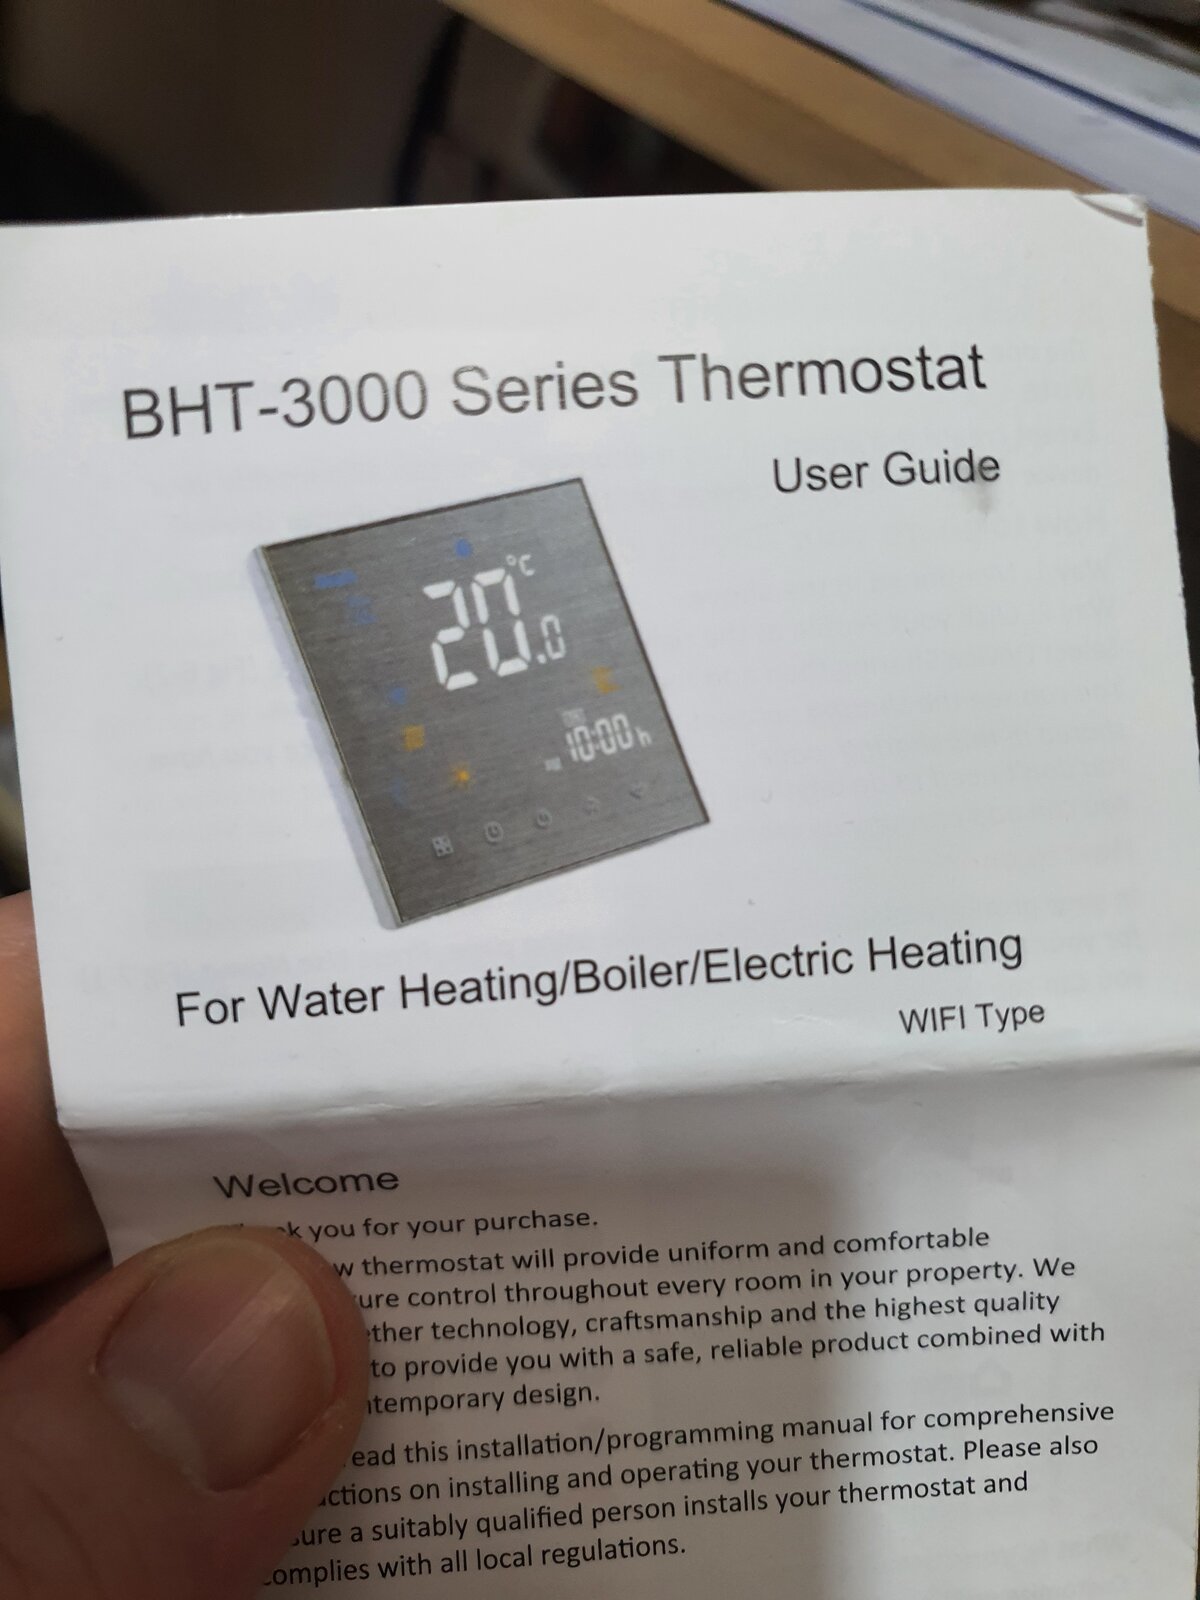 BHT-3000 Series Thermostat
User Guide
20.0 °C
10:00 h
For Water Heating/Boiler/Electric Heating
WIFI Type
Welcome
you for your purchase.
thermostat will provide uniform and comfortable
control throughout every room in your property. We
technology, craftsmanship and the highest quality
to provide you with a safe, reliable product combined with
design.
this installation/programming manual for comprehensive
on installing and operating your thermostat. Please also
a suitably qualified person installs your thermostat and
complies with all local regulations.